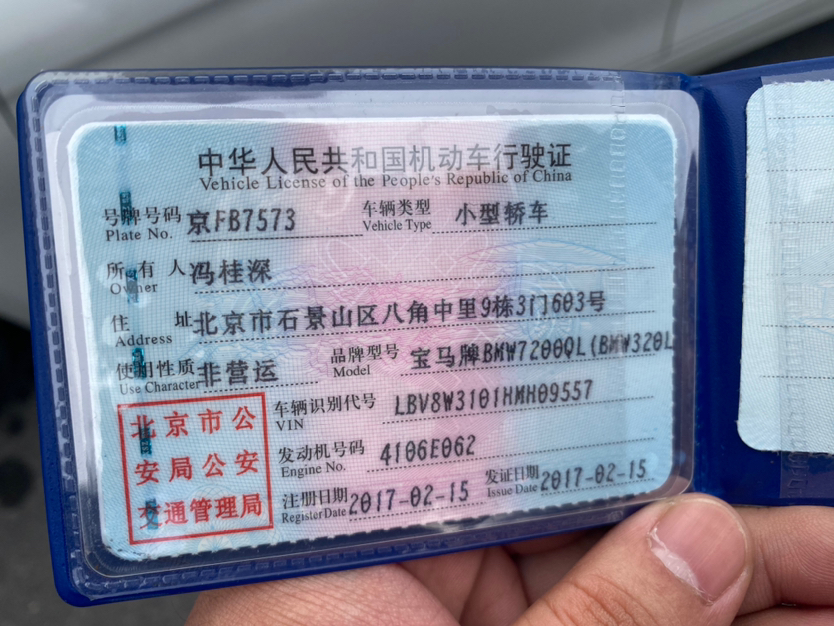 中华人民共和国机动车行驶证
Vehicle License of the People's Republic of China
号牌号码 京FB7573 车辆类型 小型轿车
Plate No. Vehicle Type
所有人 冯桂深
Owner
住址 北京市石景山区八角中里9栋3门603号
Address
使用性质 非营运 品牌型号 宝马牌BMW7200QL(BMW320L
Use Character Model
北京市公安局公安交通管理局
车辆识别代号 LBV8W3101HMH09557
VIN
发动机号码 4106E062
Engine No.
注册日期 2017-02-15 发证日期 2017-02-15
Register Date Issue Date